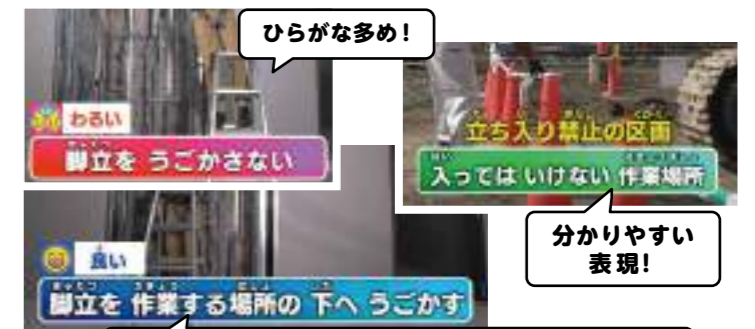 ひらがな多め！
わるい
脚立を うごかさない
立ち入り禁止の区画
入っては いけない 作業場所
分かりやすい
表現！
良い
脚立を 作業する場所の 下へ うごかす